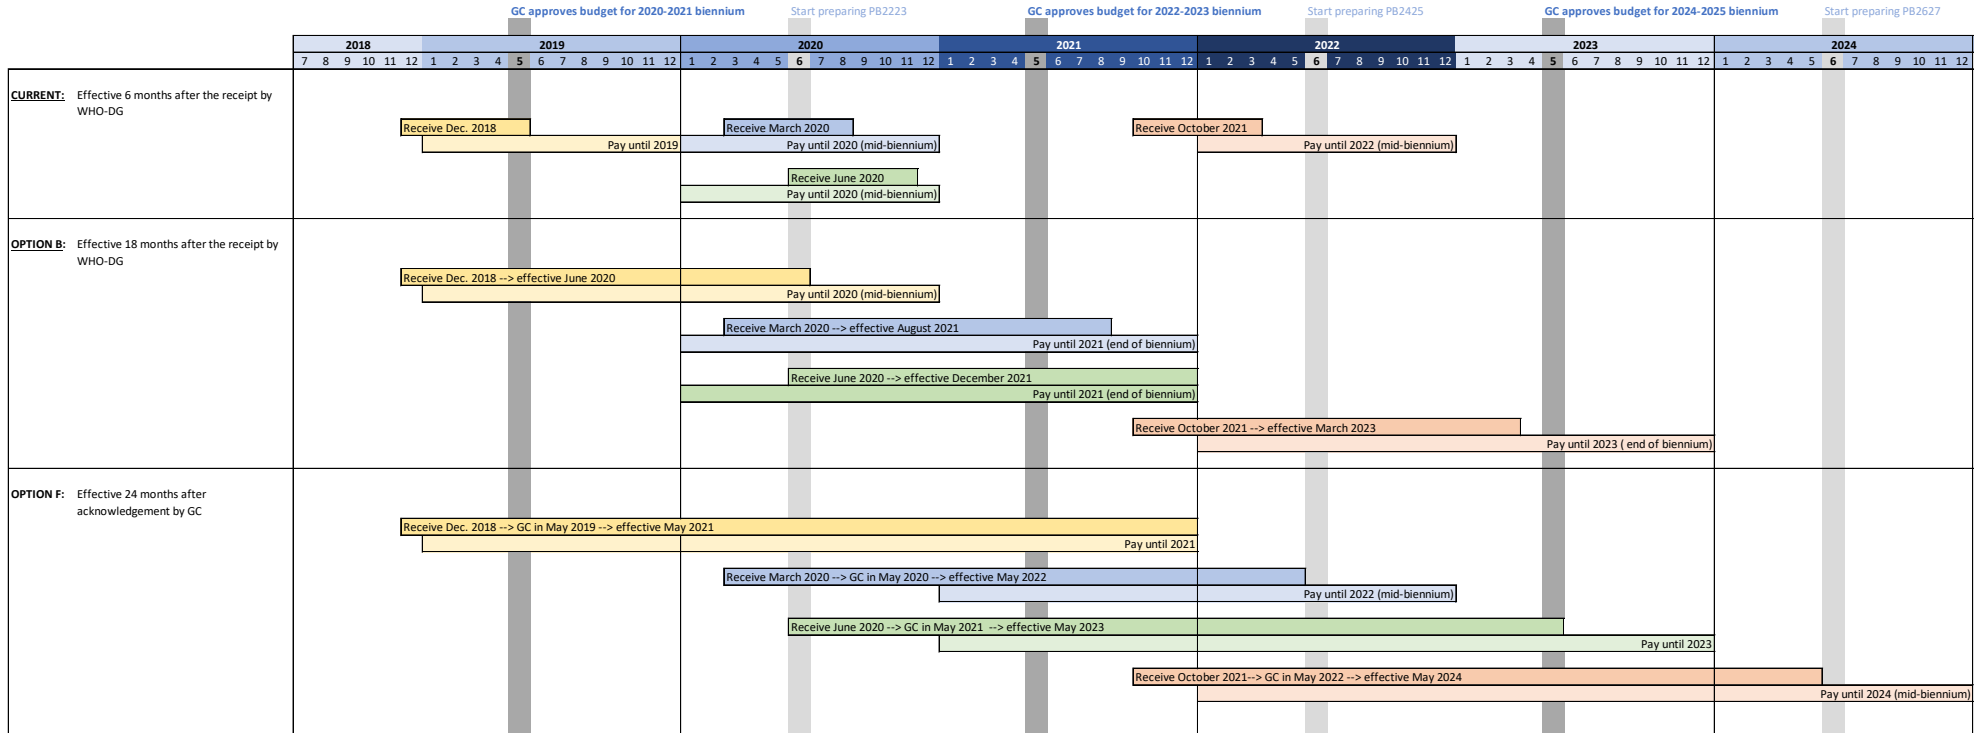 GC approves budget for 2020-2021 biennium Start preparing PB2223 GC approves budget for 2022-2023 biennium Start preparing PB2425 GC approves budget for 2024-2025 biennium Start preparing PB2627
2018 2019 2020 2021 2022 2023 2024
7 8 9 10 11 12 1 2 3 4 5 6 7 8 9 10 11 12 1 2 3 4 5 6 7 8 9 10 11 12 1 2 3 4 5 6 7 8 9 10 11 12 1 2 3 4 5 6 7 8 9 10 11 12 1 2 3 4 5 6 7 8 9 10 11 12 1 2 3 4 5 6 7 8 9 10 11 12
CURRENT: Effective 6 months after the receipt by
WHO-DG
Receive Dec. 2018 Receive March 2020 Receive October 2021
Pay until 2019 Pay until 2020 (mid-biennium) Pay until 2022 (mid-biennium)
Receive June 2020
Pay until 2020 (mid-biennium)
OPTION B: Effective 18 months after the receipt by
WHO-DG
Receive Dec. 2018 --> effective June 2020
Pay until 2020 (mid-biennium)
Receive March 2020 --> effective August 2021
Pay until 2021 (end of biennium)
Receive June 2020 --> effective December 2021
Pay until 2021 (end of biennium)
Receive October 2021 --> effective March 2023
Pay until 2023 ( end of biennium)
OPTION F: Effective 24 months after
acknowledgement by GC
Receive Dec. 2018 --> GC in May 2019 --> effective May 2021
Pay until 2021
Receive March 2020 --> GC in May 2020 --> effective May 2022
Pay until 2022 (mid-biennium)
Receive June 2020 --> GC in May 2021 --> effective May 2023
Pay until 2023
Receive October 2021--> GC in May 2022 --> effective May 2024
Pay until 2024 (mid-biennium)